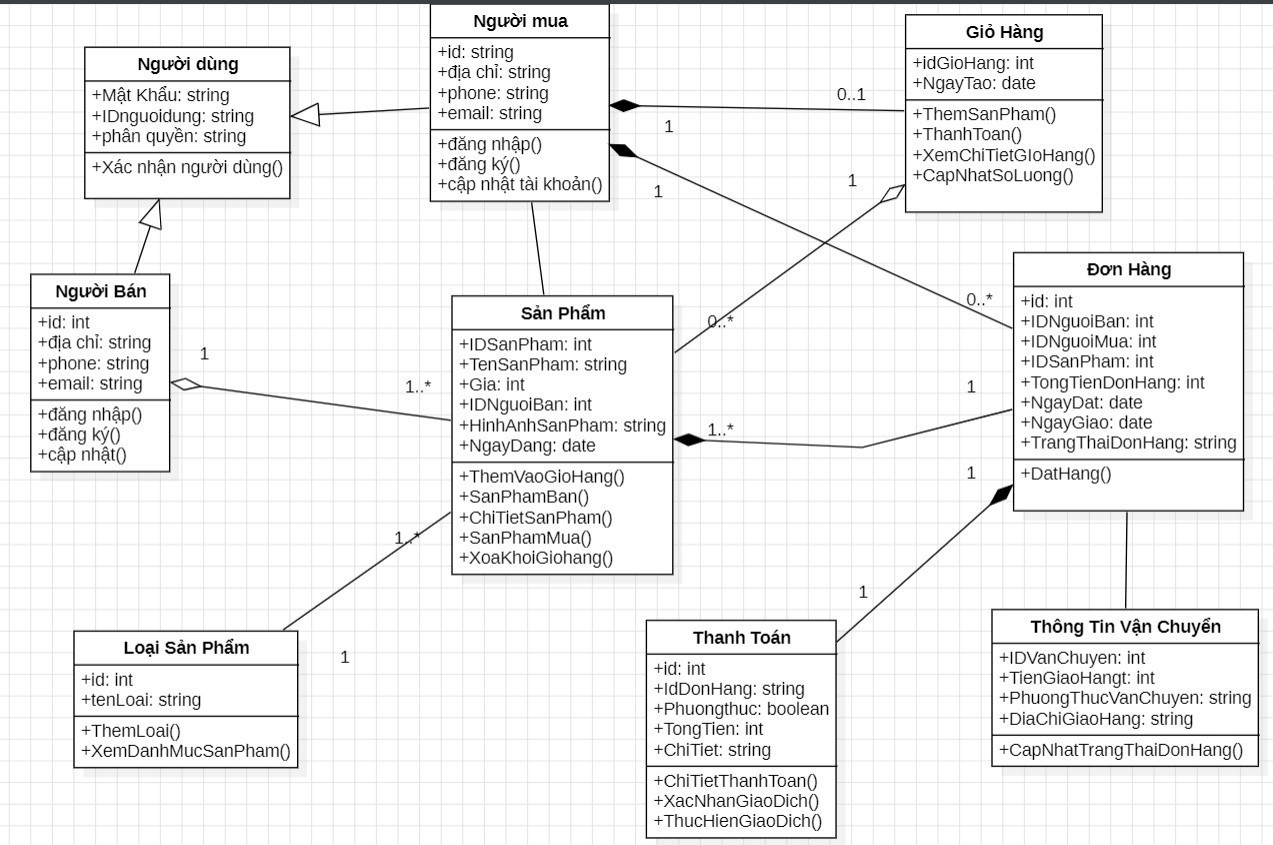 Người dùng
+Mật Khẩu: string
+IDnguoidung: string
+phân quyền: string
+Xác nhận người dùng()
Người mua
+id: string
+địa chỉ: string
+phone: string
+email: string
+đăng nhập()
+đăng ký()
+cập nhật tài khoản()
Giỏ Hàng
+idGioHang: int
+NgayTao: date
+ThemSanPham()
+ThanhToan()
+XemChiTietGIoHang()
+CapNhatSoLuong()
0..1
1
1
1
0..*
0..*
Người Bán
+id: int
+địa chỉ: string
+phone: string
+email: string
+đăng nhập()
+đăng ký()
+cập nhật()
1
1..*
Sản Phẩm
+IDSanPham: int
+TenSanPham: string
+Gia: int
+IDNguoiBan: int
+HinhAnhSanPham: string
+NgayDang: date
+ThemVaoGioHang()
+SanPhamBan()
+ChiTietSanPham()
+SanPhamMua()
+XoaKhoiGiohang()
1..*
1
Đơn Hàng
+id: int
+IDNguoiBan: int
+IDNguoiMua: int
+IDSanPham: int
+TongTienDonHang: int
+NgayDat: date
+NgayGiao: date
+TrangThaiDonHang: string
+DatHang()
1..*
1
Loại Sản Phẩm
+id: int
+tenLoai: string
+ThemLoai()
+XemDanhMucSanPham()
1
1
Thanh Toán
+id: int
+IdDonHang: string
+Phuongthuc: boolean
+TongTien: int
+ChiTiet: string
+ChiTietThanhToan()
+XacNhanGiaoDich()
+ThucHienGiaoDich()
1
Thông Tin Vận Chuyển
+IDVanChuyen: int
+TienGiaoHangt: int
+PhuongThucVanChuyen: string
+DiaChiGiaoHang: string
+CapNhatTrangThaiDonHang()